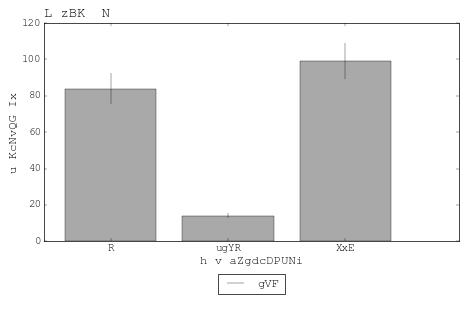 L zBK  N
120
100
80
60
40
20
0
u KcNvQG Ix
R ugYR XxE
h v aZgdcDPUNi
gVF